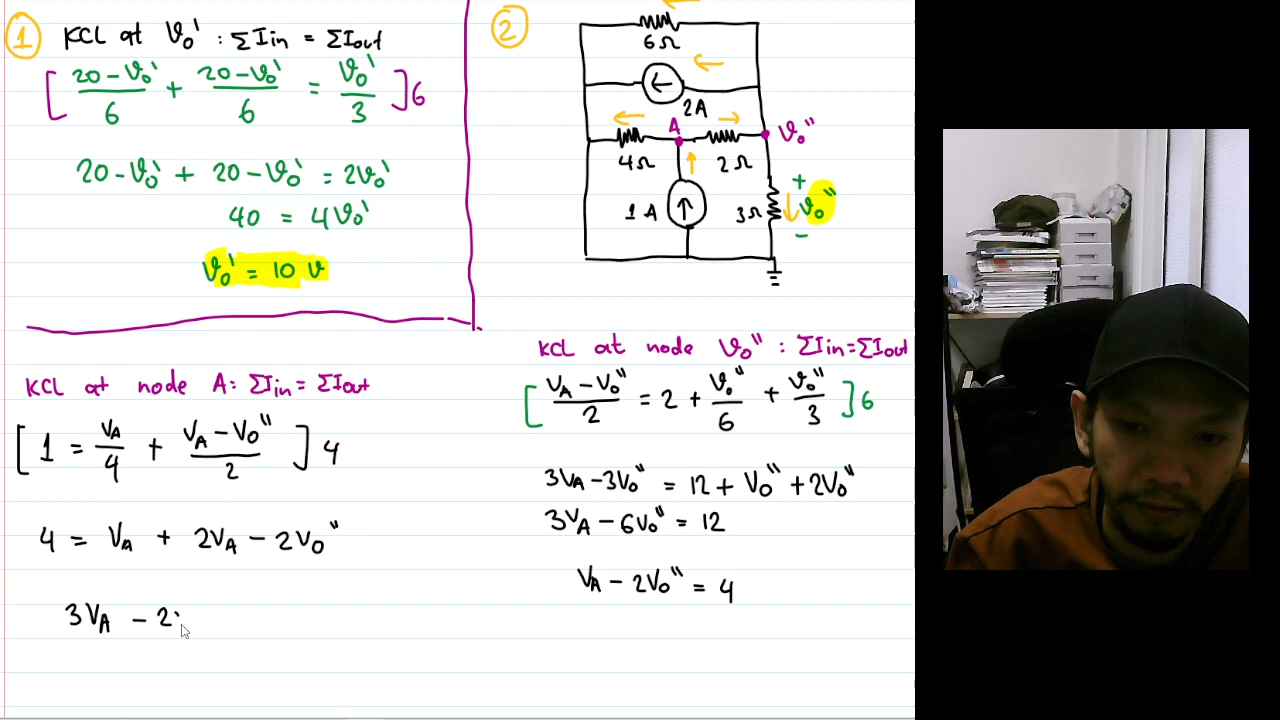 1 KCL at V₀' : ΣIin = ΣIout
[ (20 - V₀')/6 + (20 - V₀')/6 = V₀'/3 ] 6
20 - V₀' + 20 - V₀' = 2V₀'
40 = 4V₀'
V₀' = 10 V
2
6Ω
2A
A
V₀"
4Ω
2Ω
1 A
3Ω
+
V₀"
-
KCL at node A: ΣIin = ΣIout
[ 1 = VA/4 + (VA - V₀")/2 ] 4
4 = VA + 2VA - 2V₀"
3VA - 2
KCL at node V₀" : ΣIin = ΣIout
[ (VA - V₀")/2 = 2 + V₀"/6 + V₀"/3 ] 6
3VA - 3V₀" = 12 + V₀" + 2V₀"
3VA - 6V₀" = 12
VA - 2V₀" = 4